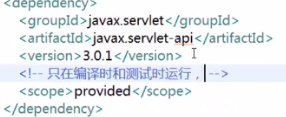 <dependency>
<groupId>javax.servlet</groupId>
<artifactId>javax.servlet-api</artifactId>
<version>3.0.1</version>
<!-- 只在编译时和测试时运行， -->
<scope>provided</scope>
</dependency>